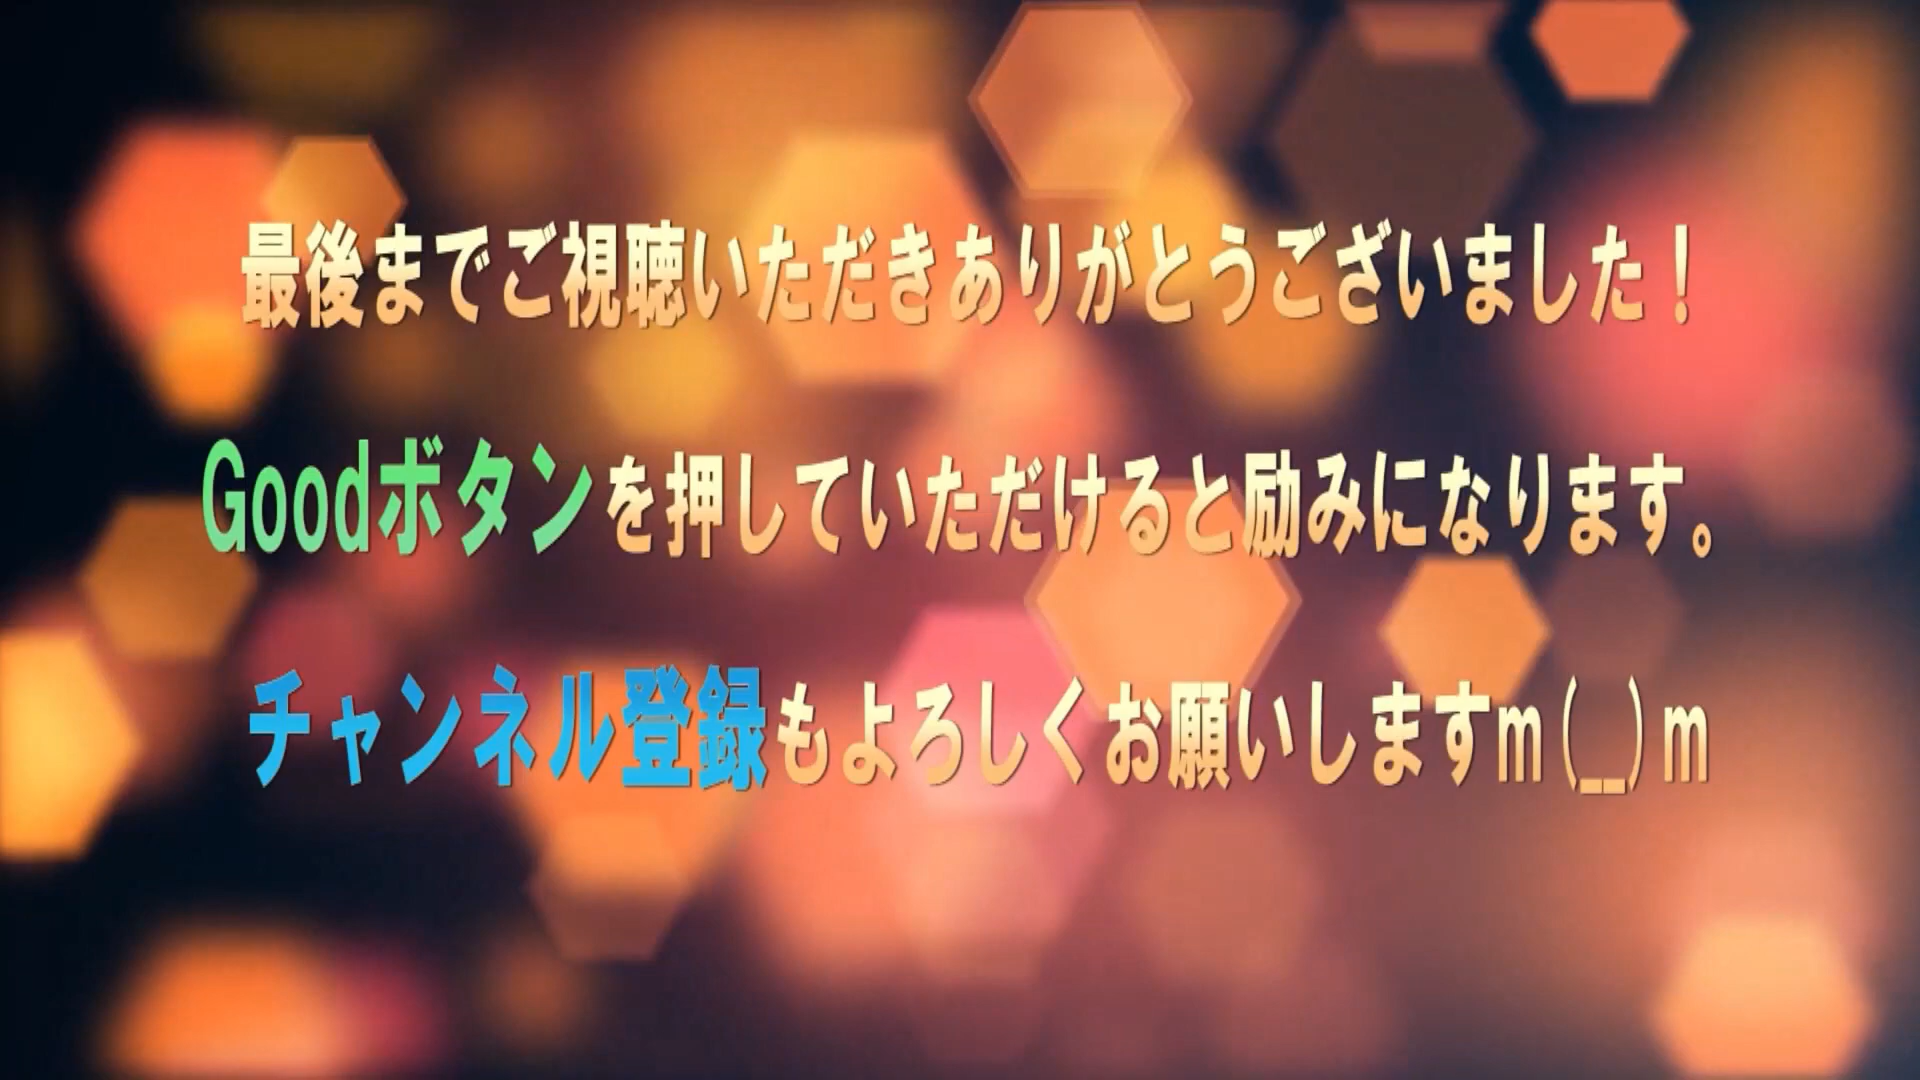 最後までご視聴いただきありがとうございました！
Goodボタンを押していただけると励みになります。
チャンネル登録もよろしくお願いしますm(__)m